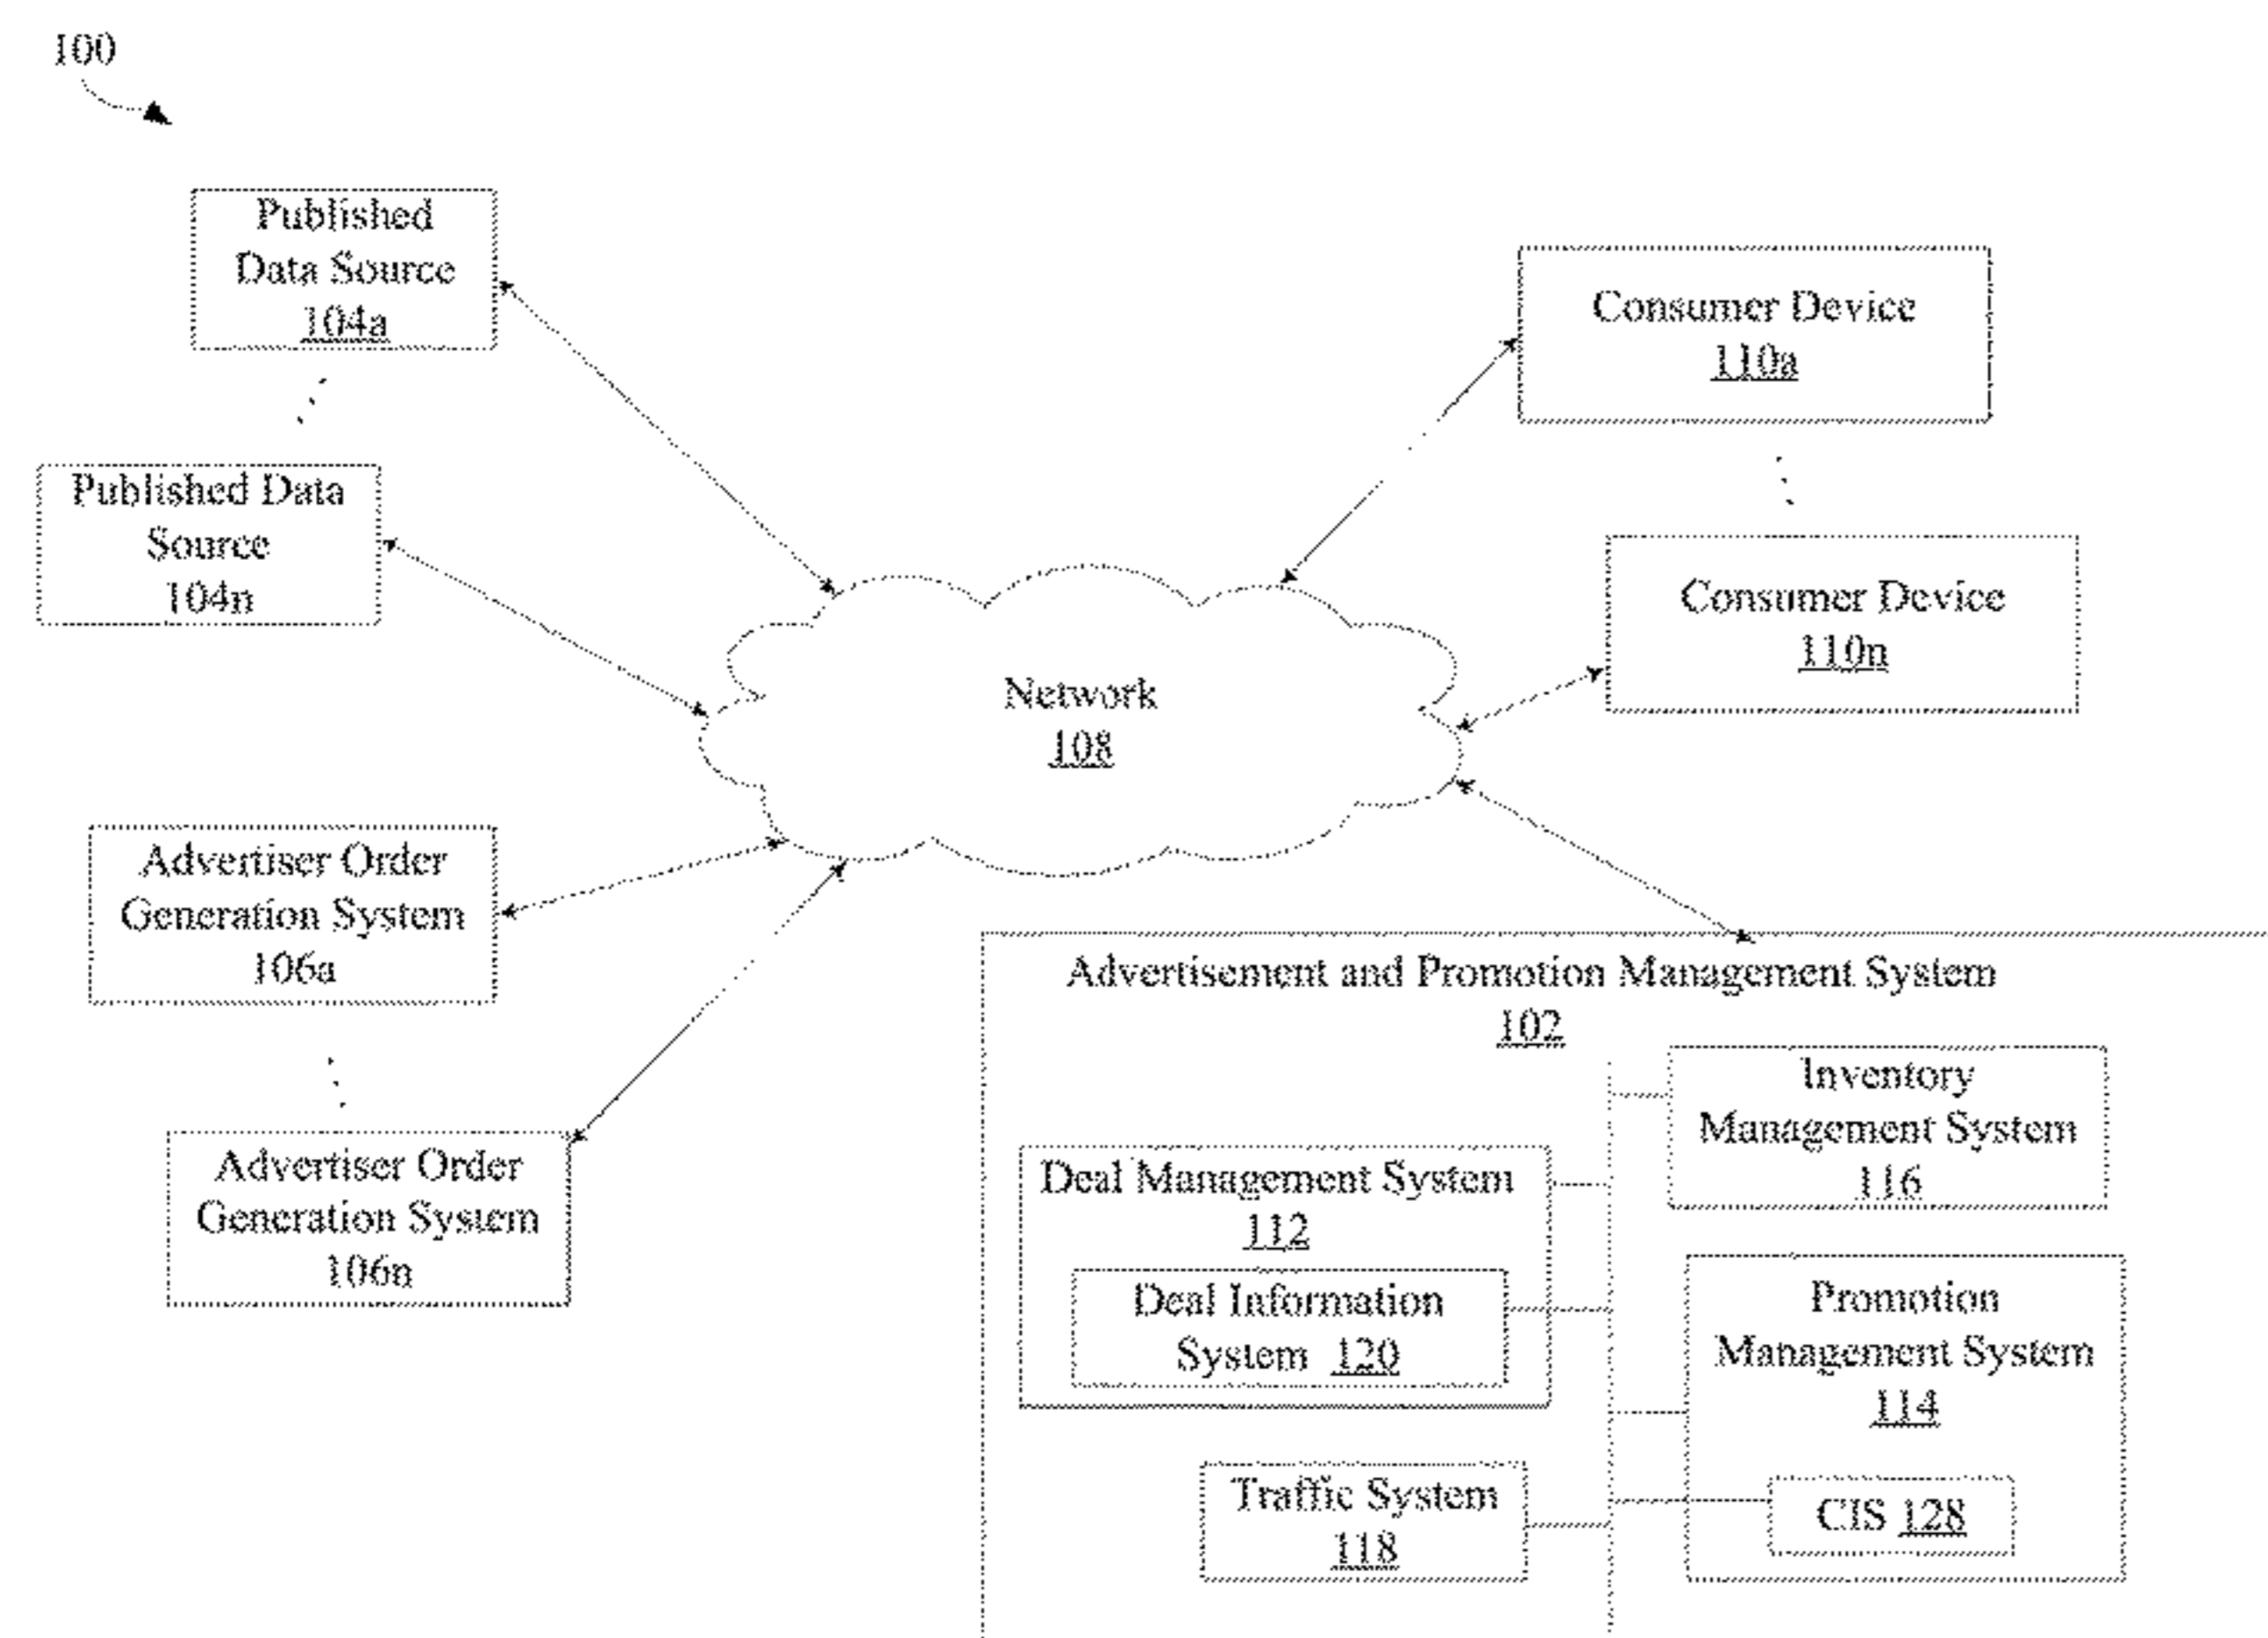 100
Published
Data Source
104a
Published Data
Source
104n
Advertiser Order
Generation System
106a
Advertiser Order
Generation System
106n
Network
108
Consumer Device
110a
Consumer Device
110n
Advertisement and Promotion Management System
102
Deal Management System
112
Deal Information
System 120
Traffic System
118
Inventory
Management System
116
Promotion
Management System
114
CIS 128